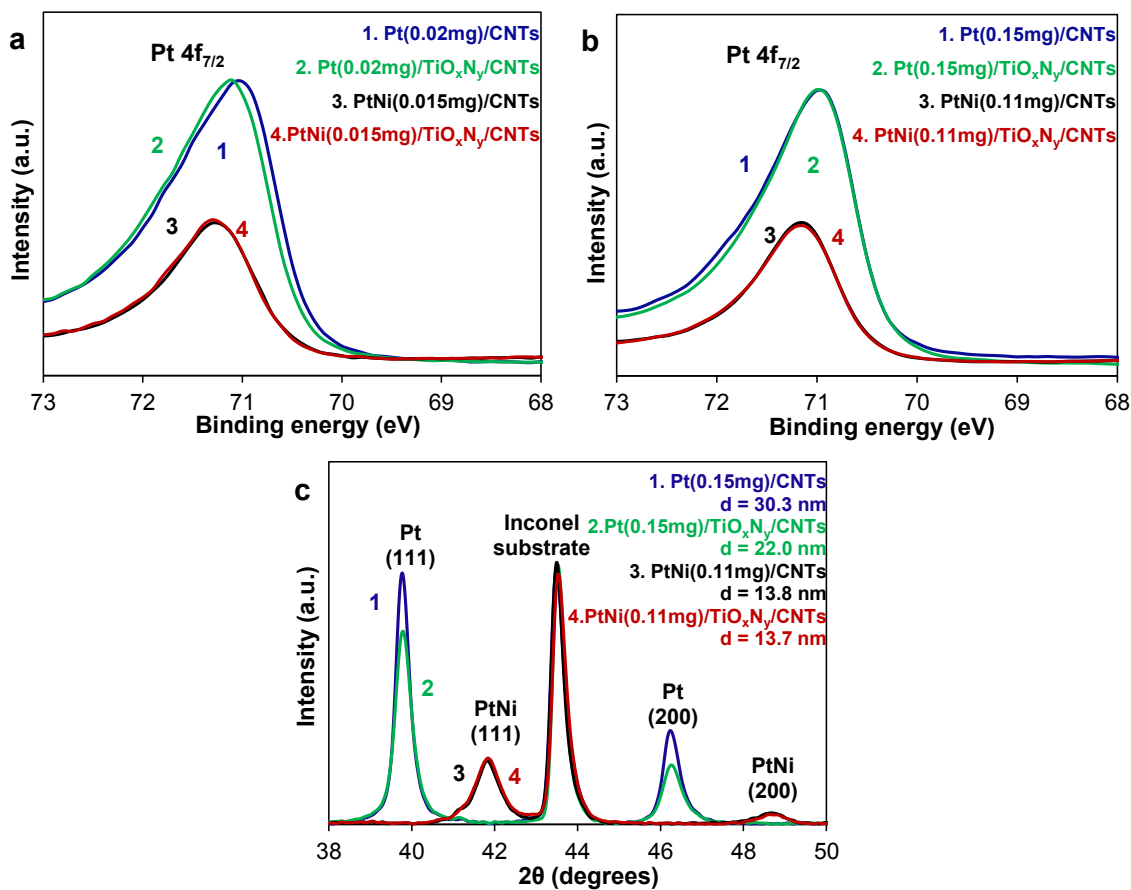 a
Pt 4f7/2
1. Pt(0.02mg)/CNTs
2. Pt(0.02mg)/TiOxNy/CNTs
3. PtNi(0.015mg)/CNTs
4.PtNi(0.015mg)/TiOxNy/CNTs
2
1
3
4
Intensity (a.u.)
73
72
71
70
69
68
Binding energy (eV)
b
Pt 4f7/2
1. Pt(0.15mg)/CNTs
2. Pt(0.15mg)/TiOxNy/CNTs
3 PtNi(0.11mg)/CNTs
4. PtNi(0.11mg)/TiOxNy/CNTs
1
2
3
4
Intensity (a.u.)
73
72
71
70
69
68
Binding energy (eV)
c
1. Pt(0.15mg)/CNTs
d = 30.3 nm
2.Pt(0.15mg)/TiOxNy/CNTs
d = 22.0 nm
3. PtNi(0.11mg)/CNTs
d = 13.8 nm
4.PtNi(0.11mg)/TiOxNy/CNTs
d = 13.7 nm
Pt
(111)
Inconel
substrate
1
2
PtNi
(111)
3
4
Pt
(200)
PtNi
(200)
Intensity (a.u.)
38
40
42
44
46
48
50
2θ (degrees)